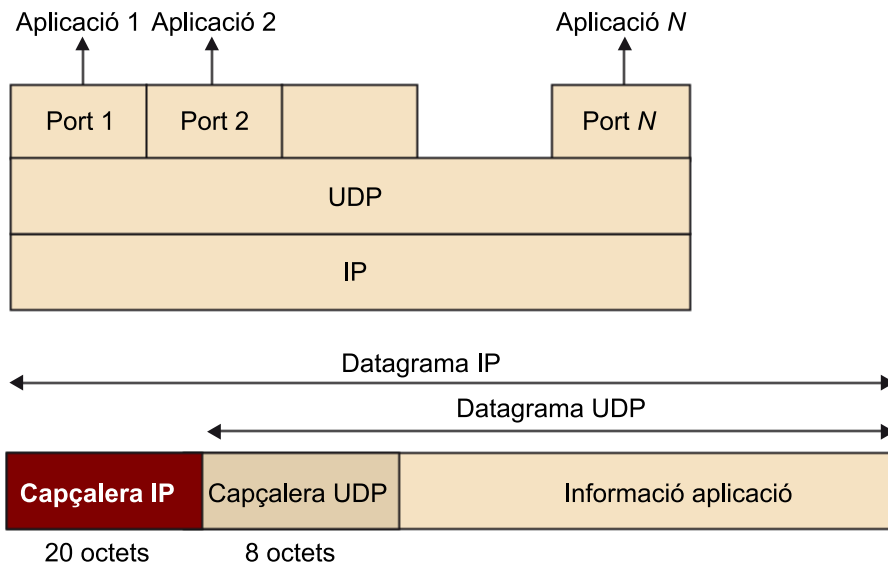 Aplicació 1 Aplicació 2 Aplicació N
Port 1 Port 2 Port N
UDP
IP
Datagrama IP
Datagrama UDP
Capçalera IP Capçalera UDP Informació aplicació
20 octets 8 octets